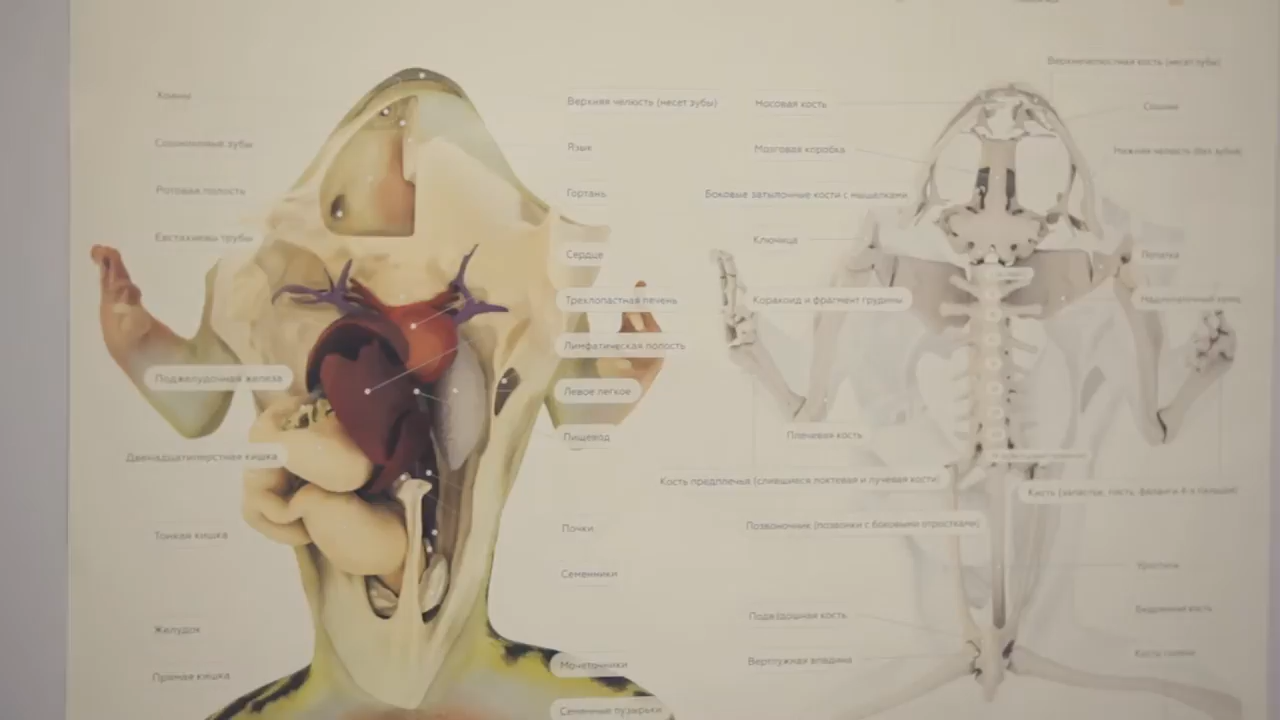 Хоаны
Сошниковые зубы
Ротовая полость
Евстахиевы трубы
Поджелудочная железа
Двенадцатиперстная кишка
Тонкая кишка
Желудок
Прямая кишка
Верхняя челюсть (несет зубы)
Язык
Гортань
Сердце
Трехлопастная печень
Лимфатическая полость
Левое легкое
Пищевод
Почки
Семенники
Мочеточники
Семенные пузырьки
Носовая кость
Мозговая коробка
Боковые затылочные кости с мыщелками
Ключица
Коракоид и фрагмент грудины
Плечевая кость
Кость предплечья (слившиеся локтевая и лучевая кости)
Позвоночник (позвонки с боковыми отростками)
Подвздошная кость
Вертлужная впадина
Верхнечелюстная кость (несет зубы)
Сошник
Нижняя челюсть (без зубов)
Лопатка
Надлопаточный хрящ
Уростиль
Бедренная кость
Кость голени